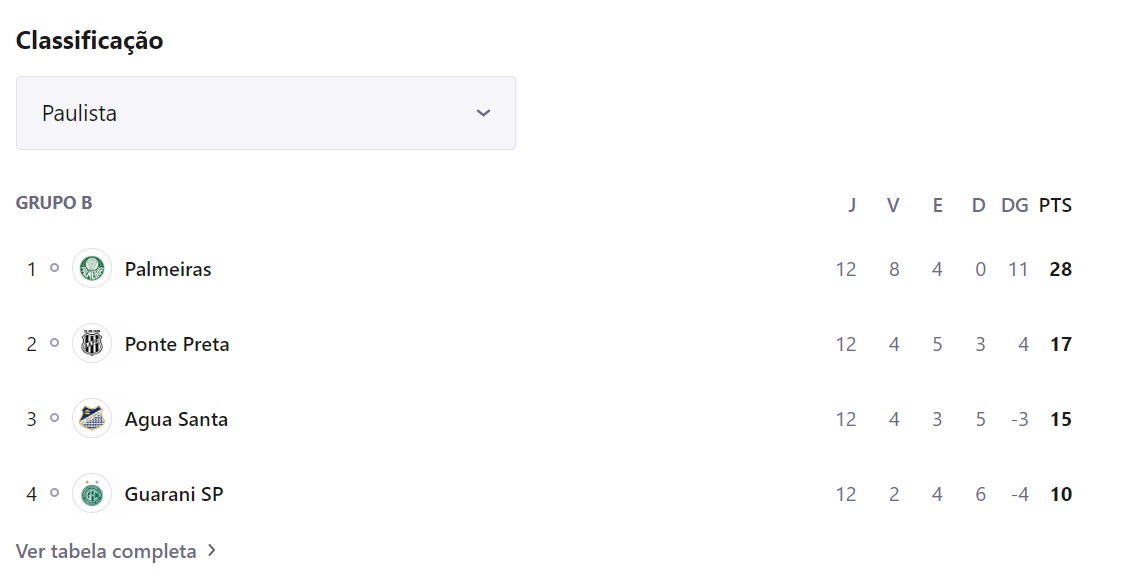 Classificação
Paulista
GRUPO B J V E D DG PTS
1 Palmeiras 12 8 4 0 11 28
2 Ponte Preta 12 4 5 3 4 17
3 Agua Santa 12 4 3 5 -3 15
4 Guarani SP 12 2 4 6 -4 10
Ver tabela completa